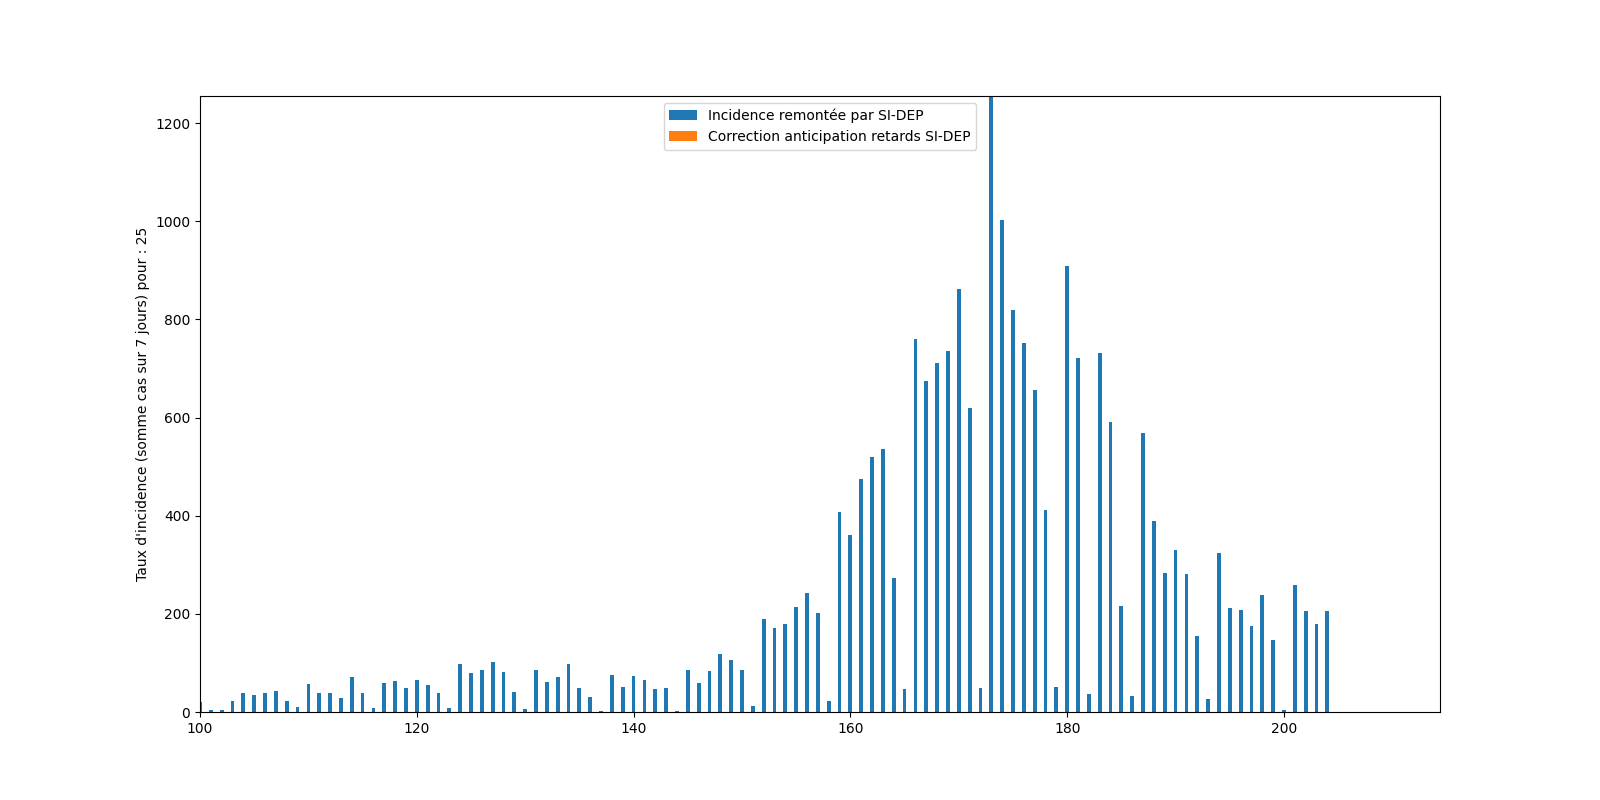 Incidence remontée par SI-DEP
Correction anticipation retards SI-DEP
Taux d'incidence (somme cas sur 7 jours) pour : 25
1200
1000
800
600
400
200
0
100 120 140 160 180 200